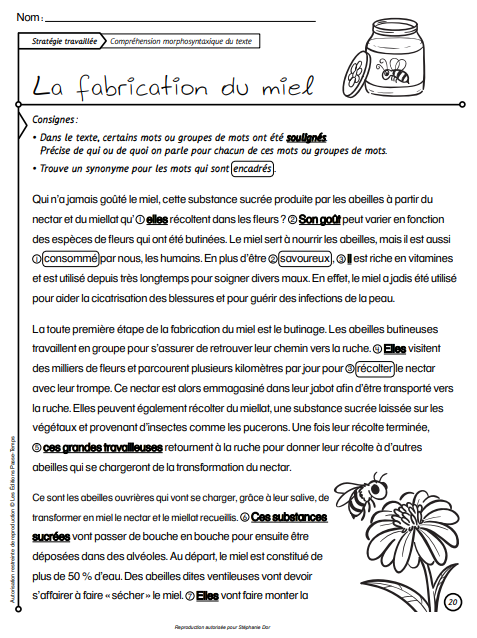 Nom :
Stratégie travaillée Compréhension morphosyntaxique du texte
La fabrication du miel
Consignes :
• Dans le texte, certains mots ou groupes de mots ont été soulignés.
Précise de qui ou de quoi on parle pour chacun de ces mots ou groupes de mots.
• Trouve un synonyme pour les mots qui sont encadrés.
Qui n'a jamais goûté le miel, cette substance sucrée produite par les abeilles à partir du
nectar et du miellat qu' ① elles récoltent dans les fleurs ? ② Son goût peut varier en fonction
des espèces de fleurs qui ont été butinées. Le miel sert à nourrir les abeilles, mais il est aussi
① consommé par nous, les humains. En plus d'être ② savoureux, ③ il est riche en vitamines
et est utilisé depuis très longtemps pour soigner divers maux. En effet, le miel a jadis été utilisé
pour aider la cicatrisation des blessures et pour guérir des infections de la peau.
La toute première étape de la fabrication du miel est le butinage. Les abeilles butineuses
travaillent en groupe pour s'assurer de retrouver leur chemin vers la ruche. ④ Elles visitent
des milliers de fleurs et parcourent plusieurs kilomètres par jour pour ③ récolter le nectar
avec leur trompe. Ce nectar est alors emmagasiné dans leur jabot afin d'être transporté vers
la ruche. Elles peuvent également récolter du miellat, une substance sucrée laissée sur les
végétaux et provenant d'insectes comme les pucerons. Une fois leur récolte terminée,
⑤ ces grandes travailleuses retournent à la ruche pour donner leur récolte à d'autres
abeilles qui se chargeront de la transformation du nectar.
Ce sont les abeilles ouvrières qui vont se charger, grâce à leur salive, de
transformer en miel le nectar et le miellat recueillis. ⑥ Ces substances
sucrées vont passer de bouche en bouche pour ensuite être
déposées dans des alvéoles. Au départ, le miel est constitué de
plus de 50 % d'eau. Des abeilles dites ventileuses vont devoir
s'affairer à faire « sécher » le miel. ⑦ Elles vont faire monter la
Autorisation restreinte de reproduction © Les Éditions Passe-Temps
20
Reproduction autorisée pour Stéphanie Dor